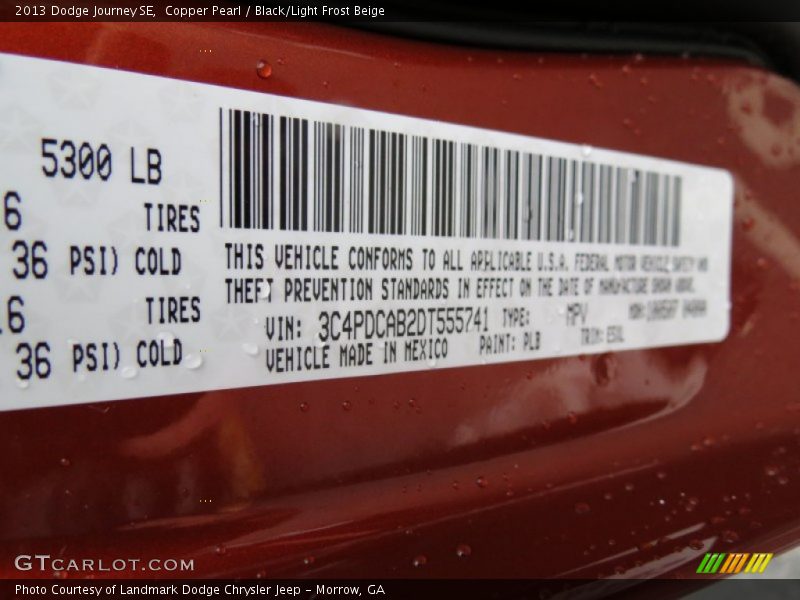 2013 Dodge Journey SE,  Copper Pearl / Black/Light Frost Beige
5300 LB
6 TIRES
36 PSI) COLD
16 TIRES
36 PSI) COLD
THIS VEHICLE CONFORMS TO ALL APPLICABLE U.S.A. FEDERAL MOTOR VEHICLE SAFETY AND
THEFT PREVENTION STANDARDS IN EFFECT ON THE DATE OF MANUFACTURE SHOWN ABOVE.
VIN: 3C4PDCAB2DT555741 TYPE: MPV MDH:
VEHICLE MADE IN MEXICO PAINT: PLB TRIM:
GTCARLOT.COM
Photo Courtesy of Landmark Dodge Chrysler Jeep – Morrow, GA